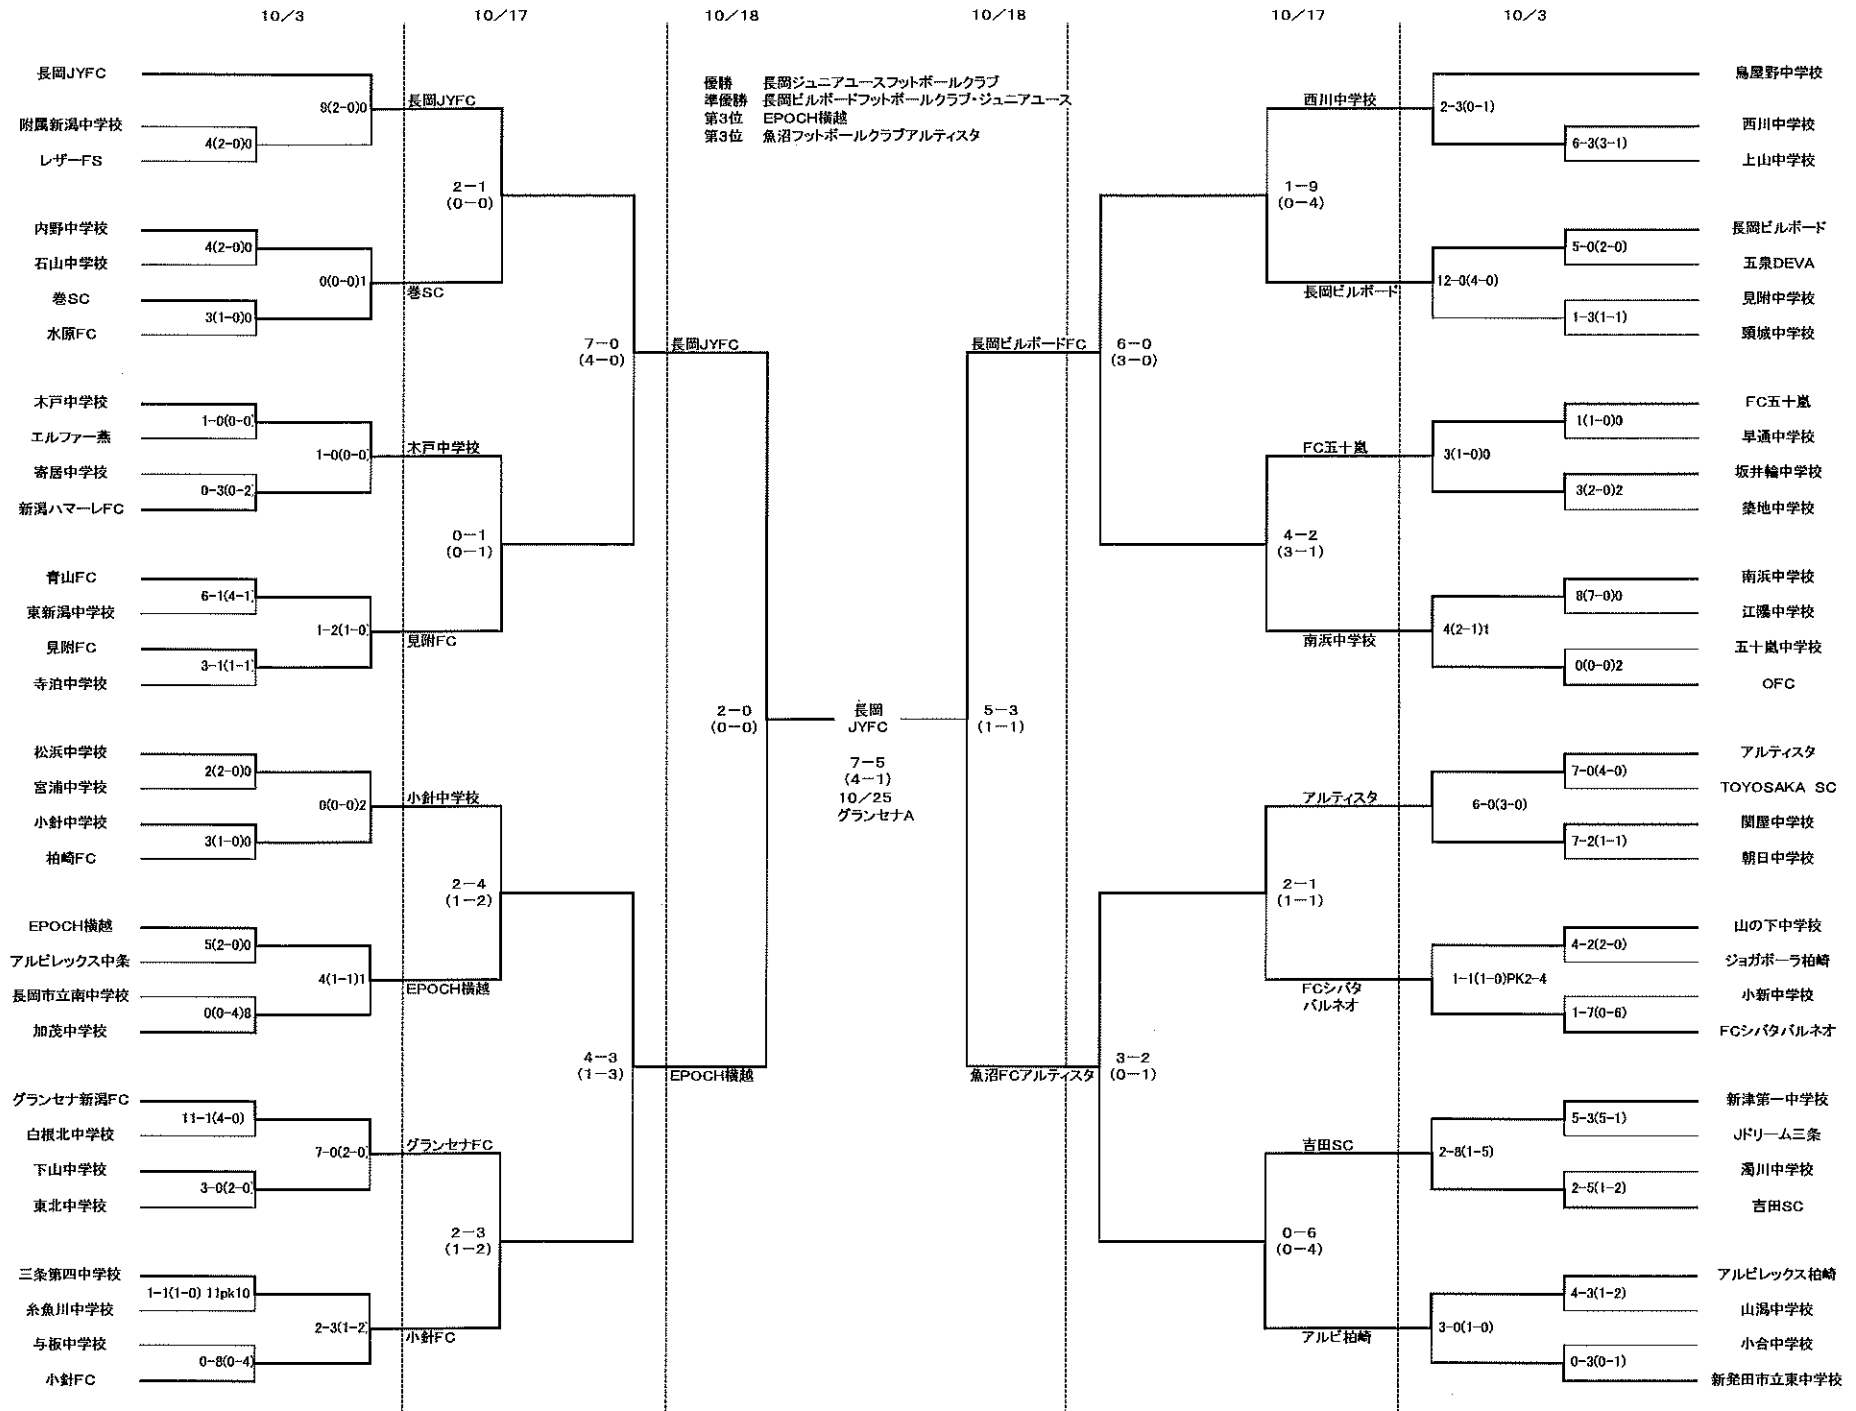 10/3
10/17
10/18
10/18
10/17
10/3
優勝 長岡ジュニアユースフットボールクラブ
準優勝 長岡ビルボードフットボールクラブ・ジュニアユース
第3位 EPOCH横越
第3位 魚沼フットボールクラブアルティスタ
長岡JYFC
附属新潟中学校
レザーFS
内野中学校
石山中学校
巻SC
水原FC
木戸中学校
エルファー燕
寄居中学校
新潟ハマーレFC
青山FC
東新潟中学校
見附FC
寺泊中学校
松浜中学校
宮浦中学校
小針中学校
柏崎FC
EPOCH横越
アルビレックス中条
長岡市立南中学校
加茂中学校
グランセナ新潟FC
白根北中学校
下山中学校
東北中学校
三条第四中学校
糸魚川中学校
与板中学校
小針FC
4(2-0)0
4(2-0)0
3(1-0)0
1-0(0-0)
0-3(0-2)
6-1(4-1)
3-1(1-1)
2(2-0)0
3(1-0)0
5(2-0)0
0(0-4)8
11-1(4-0)
3-0(2-0)
1-1(1-0) 11pk10
0-8(0-4)
0(0-0)1
1-0(0-0)
1-2(1-0)
0(0-0)2
4(1-1)1
7-0(2-0)
2-3(1-2)
長岡JYFC
巻SC
木戸中学校
見附FC
小針中学校
EPOCH横越
グランセナFC
小針FC
2-1
(0-0)
0-1
(0-1)
2-4
(1-2)
2-3
(1-2)
7-0
(4-0)
4-3
(1-3)
長岡JYFC
EPOCH横越
2-0
(0-0)
長岡
JYFC
7-5
(4-1)
10/25
グランセナA
5-3
(1-1)
長岡ビルボードFC
魚沼FCアルティスタ
6-0
(3-0)
3-2
(0-1)
1-9
(0-4)
4-2
(3-1)
2-1
(1-1)
0-6
(0-4)
西川中学校
長岡ビルボード
FC五十嵐
南浜中学校
アルティスタ
FCシバタ
バルネオ
吉田SC
アルビ柏崎
2-3(0-1)
12-0(4-0)
3(1-0)0
4(2-1)1
6-0(3-0)
1-1(1-0)PK2-4
2-8(1-5)
3-0(1-0)
6-3(3-1)
5-0(2-0)
1-3(1-1)
1(1-0)0
3(2-0)2
8(7-0)0
0(0-0)2
7-0(4-0)
7-2(1-1)
4-2(2-0)
1-7(0-6)
5-3(5-1)
2-5(1-2)
4-3(1-2)
0-3(0-1)
鳥屋野中学校
西川中学校
上山中学校
長岡ビルボード
五泉DEVA
見附中学校
頸城中学校
FC五十嵐
早通中学校
坂井輪中学校
築地中学校
南浜中学校
江陽中学校
五十嵐中学校
OFC
アルティスタ
TOYOSAKA SC
関屋中学校
朝日中学校
山の下中学校
ジョガボーラ柏崎
小新中学校
FCシバタバルネオ
新津第一中学校
Jドリーム三条
濁川中学校
吉田SC
アルビレックス柏崎
山潟中学校
小合中学校
新発田市立東中学校